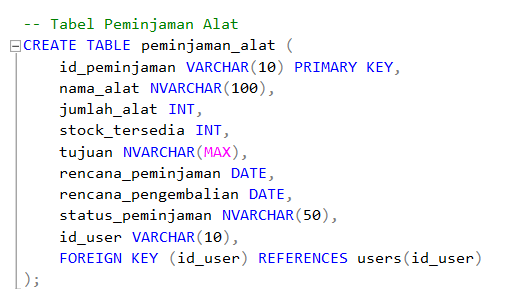 -- Tabel Peminjaman Alat
CREATE TABLE peminjaman_alat (
id_peminjaman VARCHAR(10) PRIMARY KEY,
nama_alat NVARCHAR(100),
jumlah_alat INT,
stock_tersedia INT,
tujuan NVARCHAR(MAX),
rencana_peminjaman DATE,
rencana_pengembalian DATE,
status_peminjaman NVARCHAR(50),
id_user VARCHAR(10),
FOREIGN KEY (id_user) REFERENCES users(id_user)
);